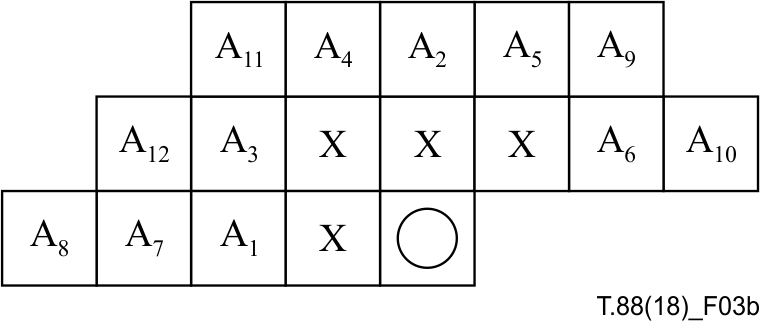 A₁₁ A₄ A₂ A₅ A₉
A₁₂ A₃ X X X A₆ A₁₀
A₈ A₇ A₁ X
T.88(18)_F03b